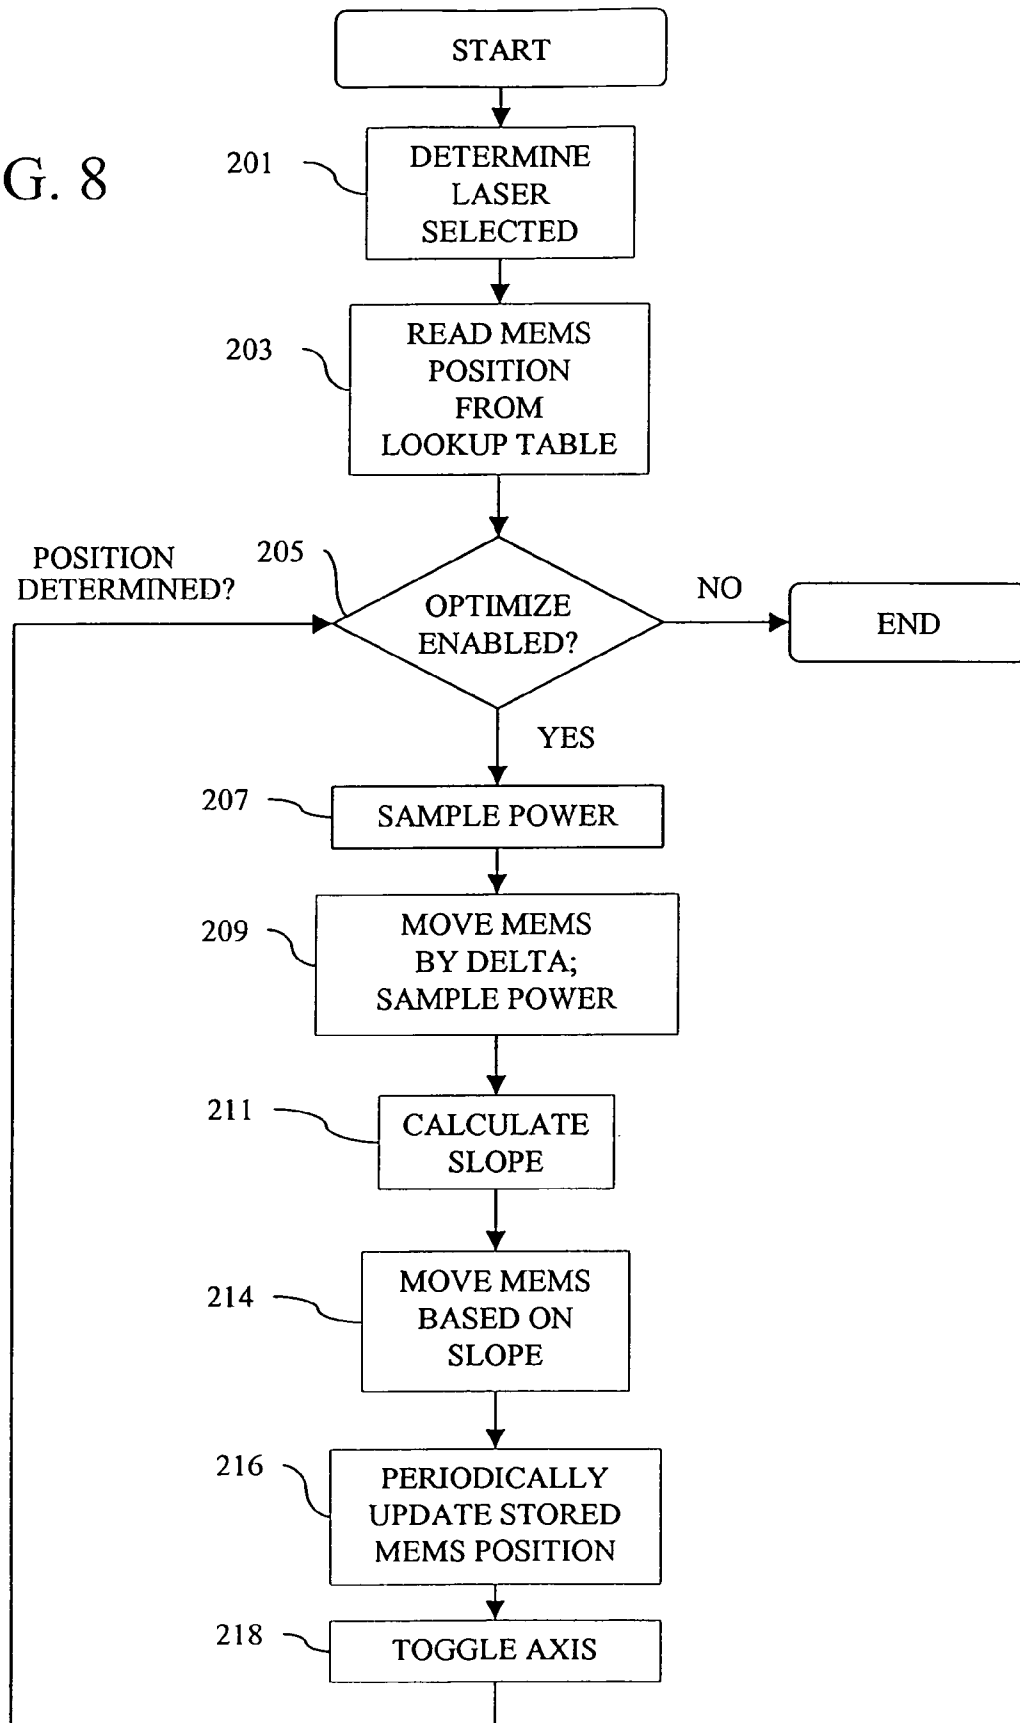 START
G. 8
201
DETERMINE
LASER
SELECTED
203
READ MEMS
POSITION
FROM
LOOKUP TABLE
POSITION
DETERMINED?
205
OPTIMIZE
ENABLED?
NO
END
YES
207
SAMPLE POWER
209
MOVE MEMS
BY DELTA;
SAMPLE POWER
211
CALCULATE
SLOPE
214
MOVE MEMS
BASED ON
SLOPE
216
PERIODICALLY
UPDATE STORED
MEMS POSITION
218
TOGGLE AXIS